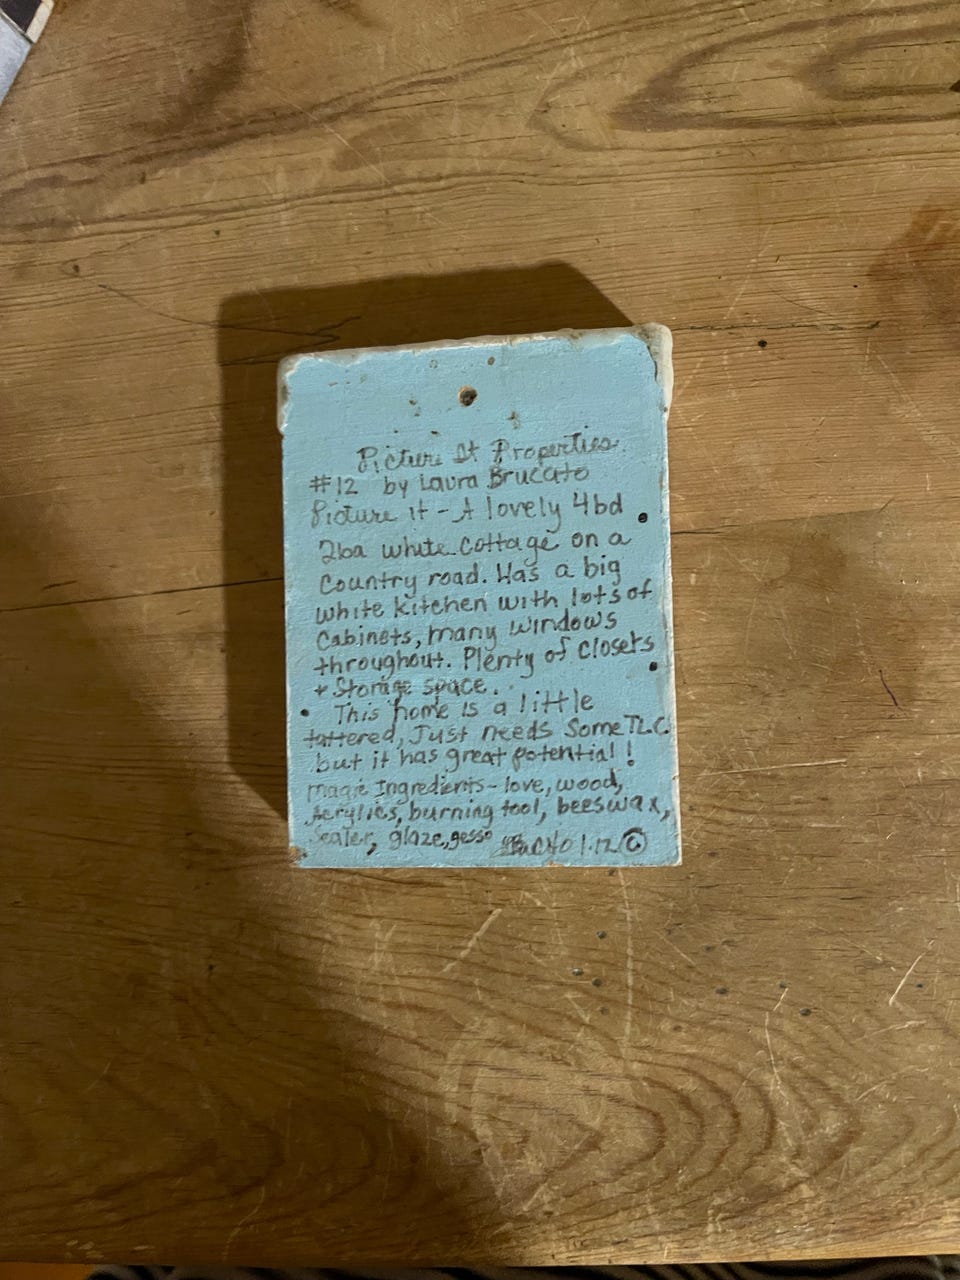 Picture It Properties
#12 by Laura Brucato
Picture it - A lovely 4bd
2ba white cottage on a
Country road. Has a big
white kitchen with lots of
Cabinets, many windows
throughout. Plenty of closets
+ Storage space.
This home is a little
tattered, Just needs Some TLC
but it has great potential!
magic Ingredients - love, wood,
Acrylics, burning tool, beeswax,
Sealer, glaze, gesso 1.12 ©